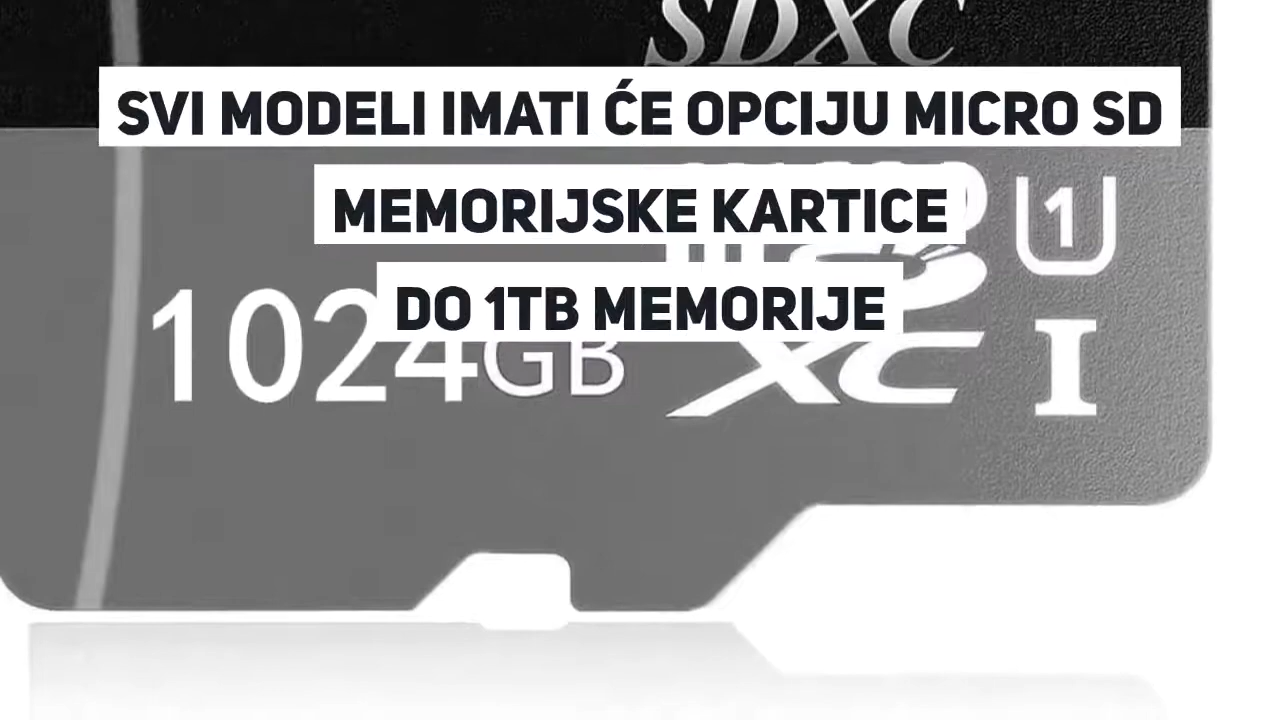 SDXC
SVI MODELI IMATI ĆE OPCIJU MICRO SD
MEMORIJSKE KARTICE
DO 1TB MEMORIJE
1024GB
XC I
1